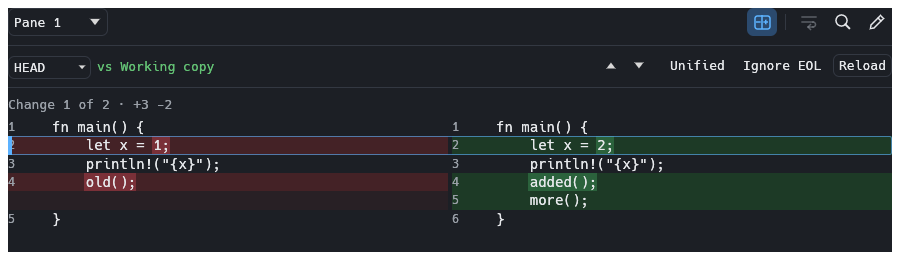 Pane 1
HEAD vs Working copy Unified Ignore EOL Reload
Change 1 of 2 · +3 -2
1 fn main() { 1 fn main() {
2 let x = 1; 2 let x = 2;
3 println!("{x}"); 3 println!("{x}");
4 old(); 4 added();
5 more();
5 } 6 }